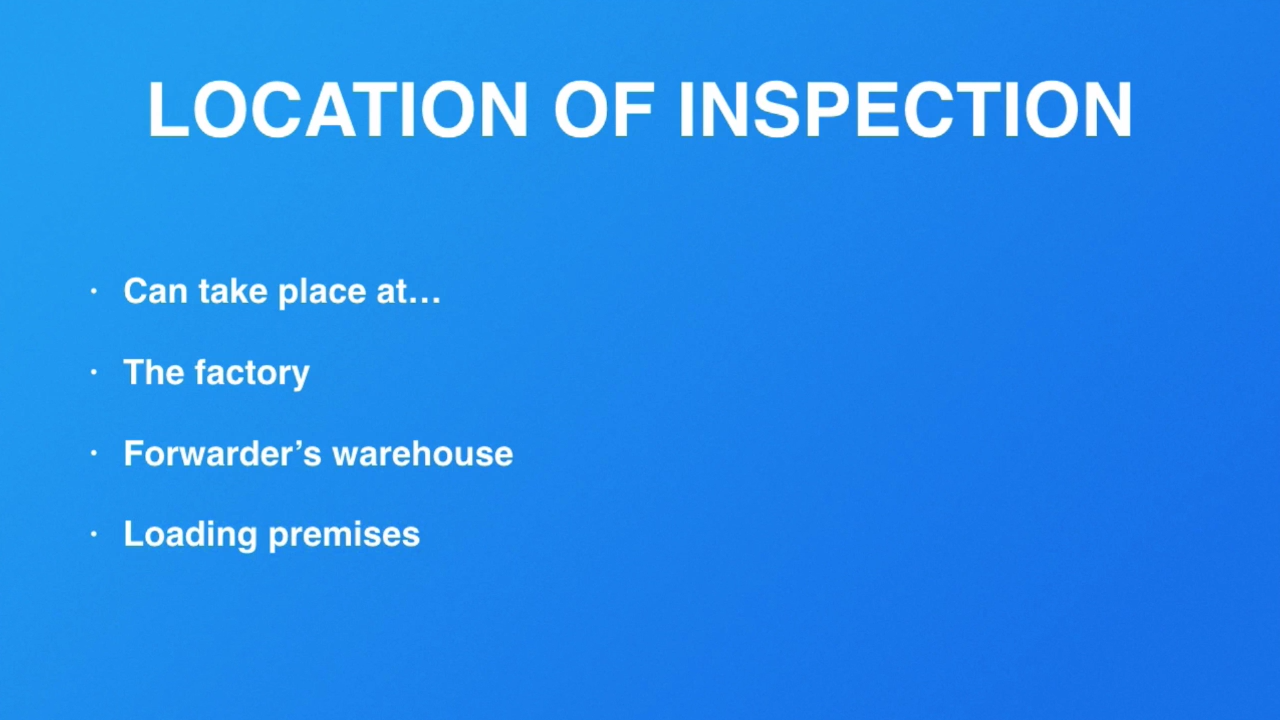 LOCATION OF INSPECTION
· Can take place at…
· The factory
· Forwarder’s warehouse
· Loading premises